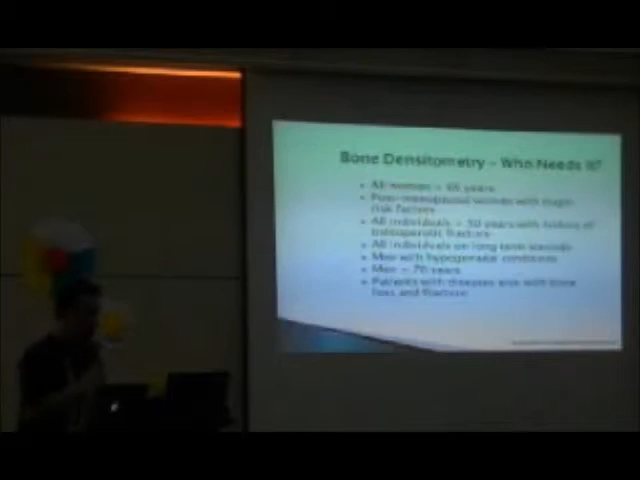 Bone Densitometry – Who Needs It?
All women > 65 years
Post-menopausal women with major
risk factors
All individuals > 50 years with history of
osteoporotic fracture
All individuals on long term steroids
Men with hypogonadal conditions
Men > 70 years
Patients with diseases assc with bone
loss and fracture